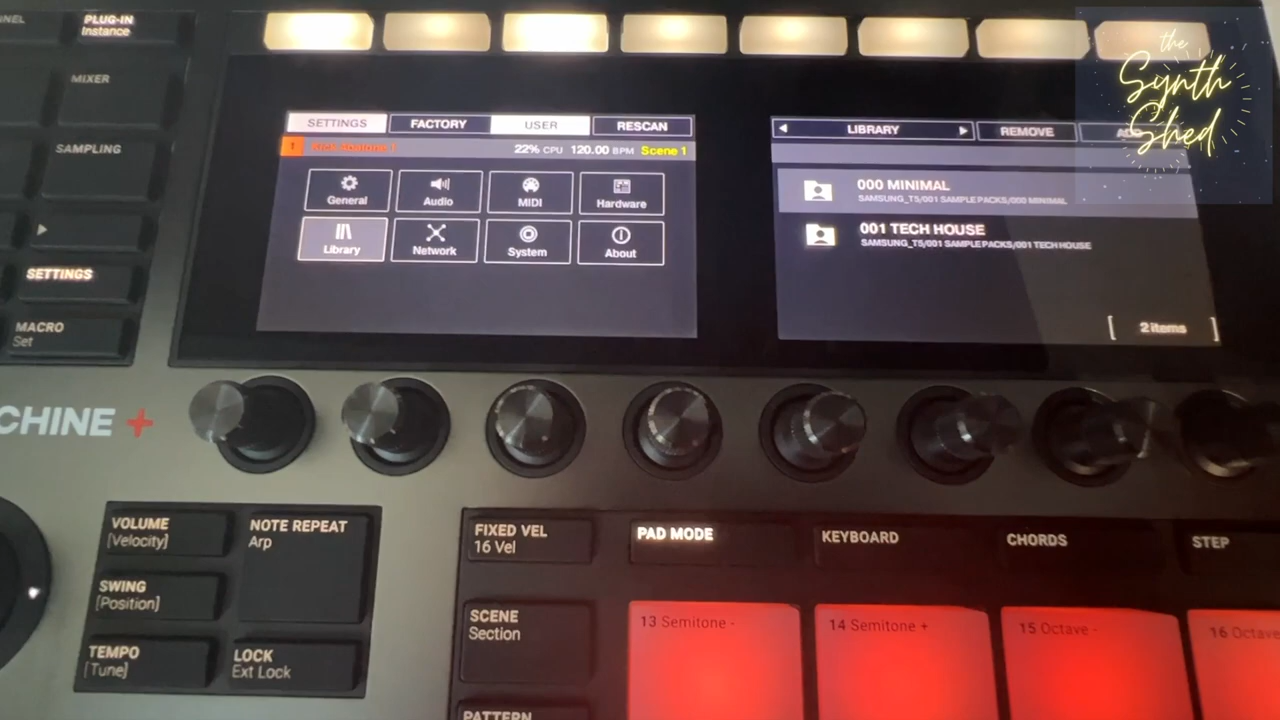 NEL
PLUG-IN
Instance
MIXER
SAMPLING
SETTINGS
MACRO
Set
SETTINGS
FACTORY
USER
RESCAN
1
22% CPU 120.00 BPM Scene 1
General
Audio
MIDI
Hardware
Library
Network
System
About
LIBRARY
REMOVE
000 MINIMAL
SAMSUNG_T5/001 SAMPLE PACKS/000 MINIMAL
001 TECH HOUSE
SAMSUNG_T5/001 SAMPLE PACKS/001 TECH HOUSE
2 items
the
Synth
Shed
CHINE +
VOLUME
[Velocity]
NOTE REPEAT
Arp
SWING
[Position]
TEMPO
[Tune]
LOCK
Ext Lock
FIXED VEL
16 Vel
PAD MODE
KEYBOARD
CHORDS
STEP
SCENE
Section
PATTERN
13 Semitone -
14 Semitone +
15 Octave -
16 Octave